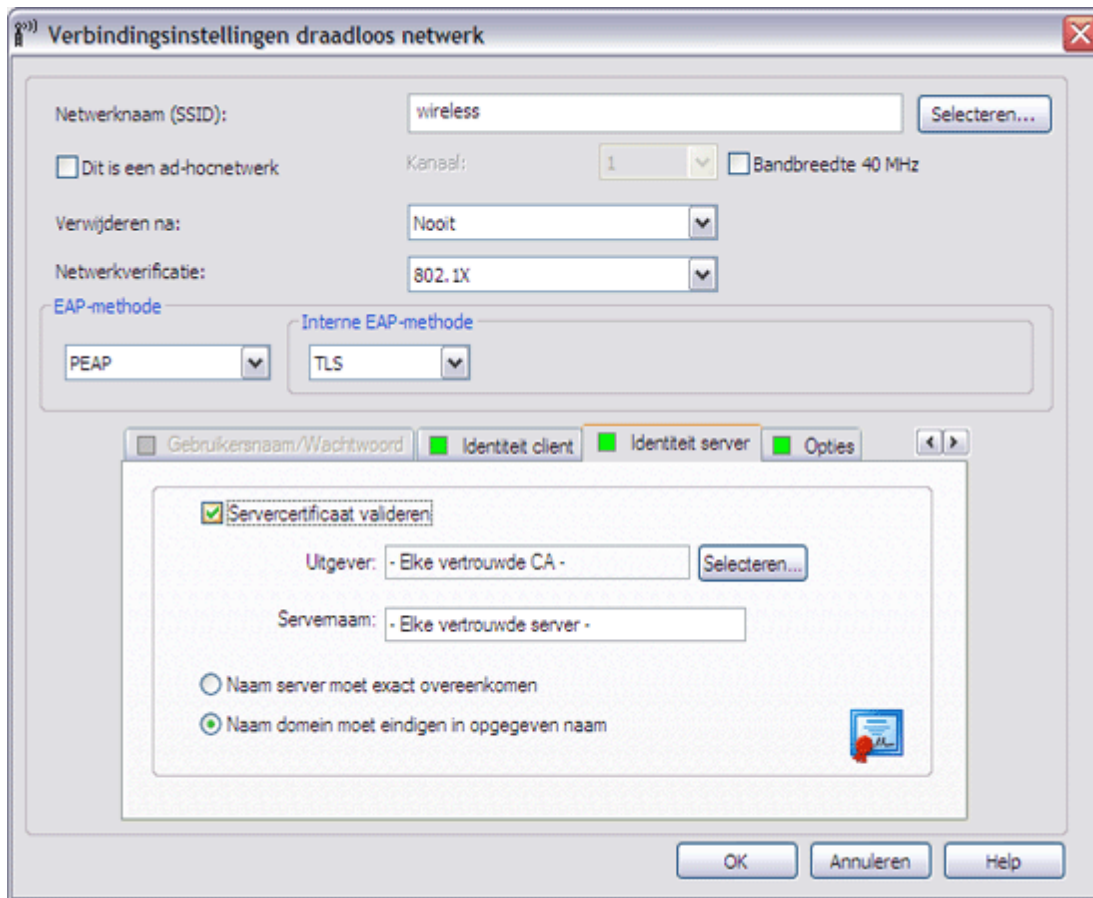 Verbindingsinstellingen draadloos netwerk
Netwerknaam (SSID): wireless Selecteren...
Dit is een ad-hocnetwerk Kanaal: 1 Bandbreedte 40 MHz
Verwijderen na: Nooit
Netwerkverificatie: 802.1X
EAP-methode
Interne EAP-methode
PEAP TLS
Gebruikersnaam/Wachtwoord Identiteit client Identiteit server Opties
Servercertificaat valideren
Uitgever: - Elke vertrouwde CA - Selecteren...
Servernaam: - Elke vertrouwde server -
Naam server moet exact overeenkomen
Naam domein moet eindigen in opgegeven naam
OK Annuleren Help